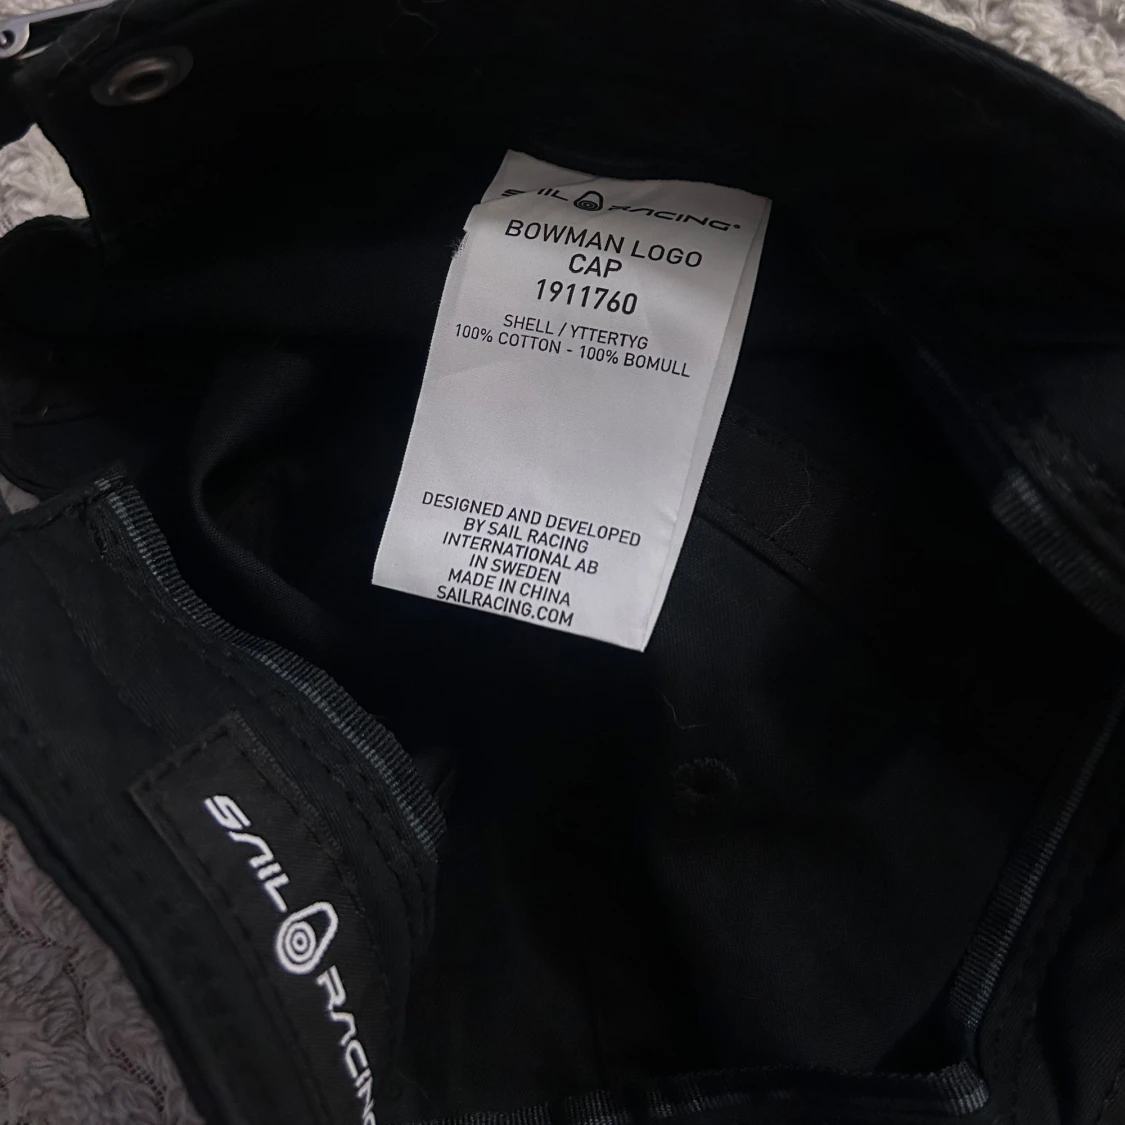 SAIL RACING®
BOWMAN LOGO
CAP
1911760
SHELL / YTTERTYG
100% COTTON - 100% BOMULL
DESIGNED AND DEVELOPED
BY SAIL RACING
INTERNATIONAL AB
IN SWEDEN
MADE IN CHINA
SAILRACING.COM
SAIL RACING